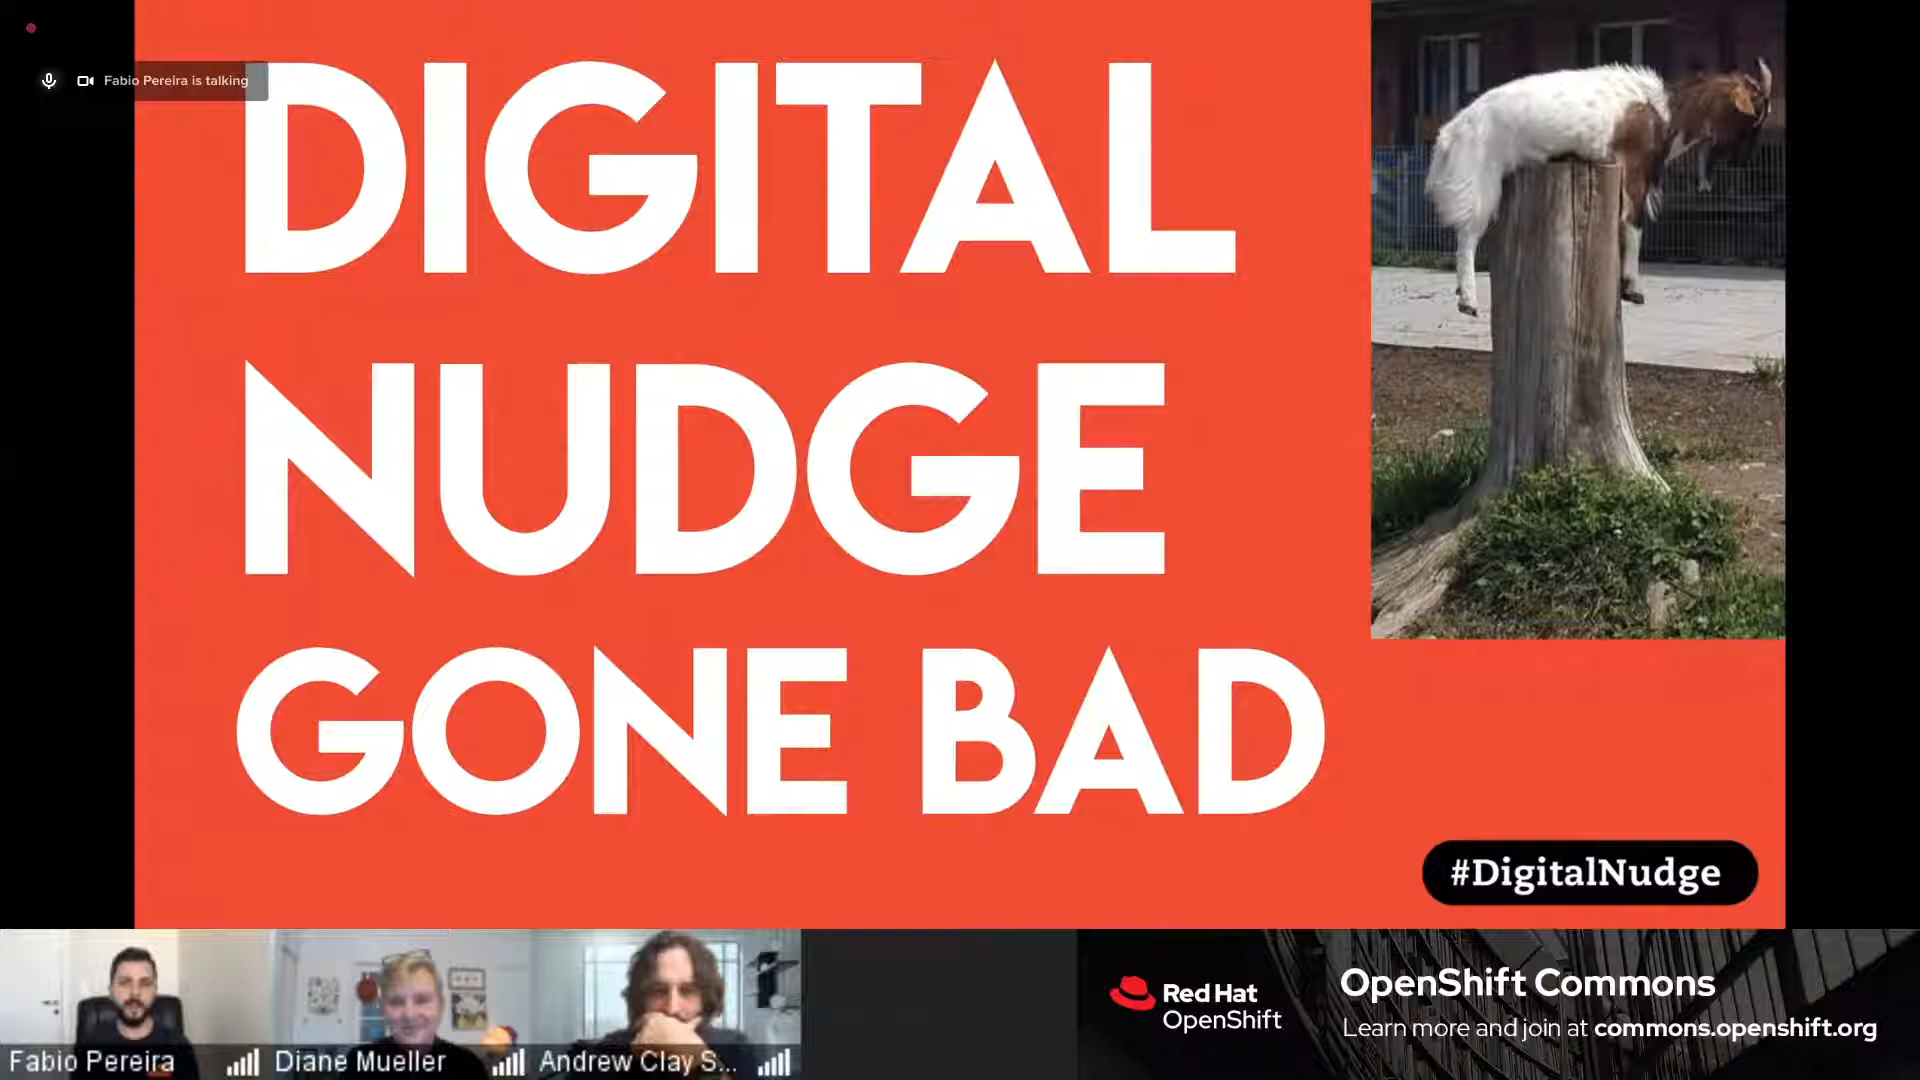 Fabio Pereira is talking
DIGITAL
NUDGE
GONE BAD
#DigitalNudge
Fabio Pereira
Diane Mueller
Andrew Clay S...
Red Hat
OpenShift
OpenShift Commons
Learn more and join at commons.openshift.org